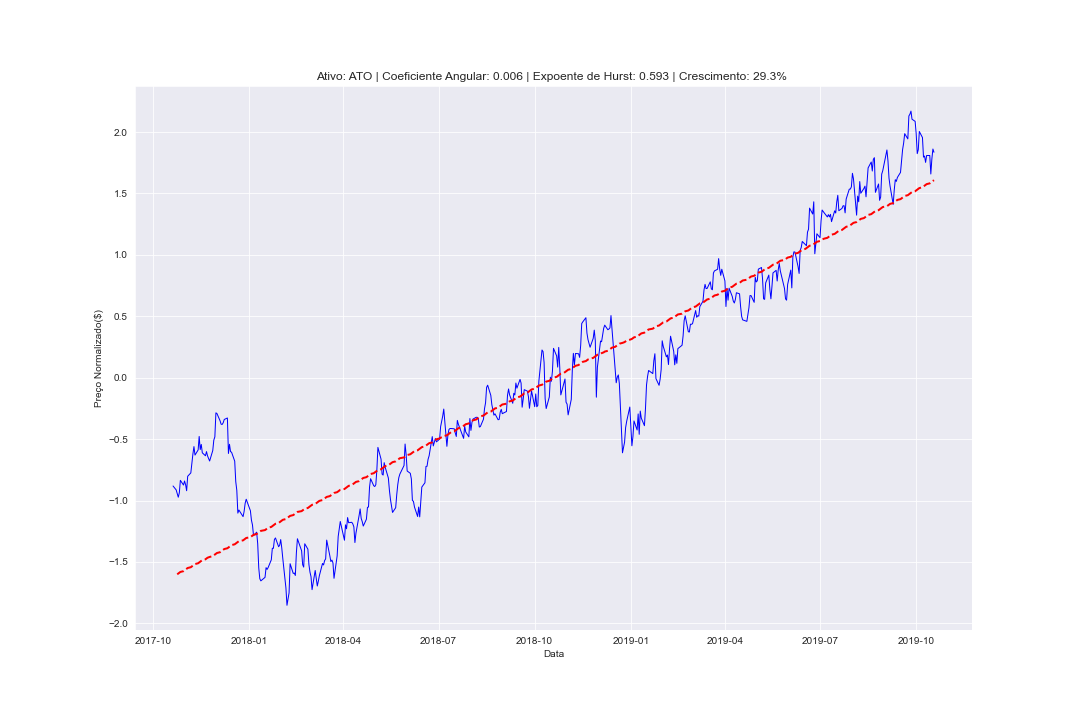 Ativo: ATO | Coeficiente Angular: 0.006 | Expoente de Hurst: 0.593 | Crescimento: 29.3%
Preço Normalizado($)
2.0
1.5
1.0
0.5
0.0
−0.5
−1.0
−1.5
−2.0
2017-10 2018-01 2018-04 2018-07 2018-10 2019-01 2019-04 2019-07 2019-10
Data